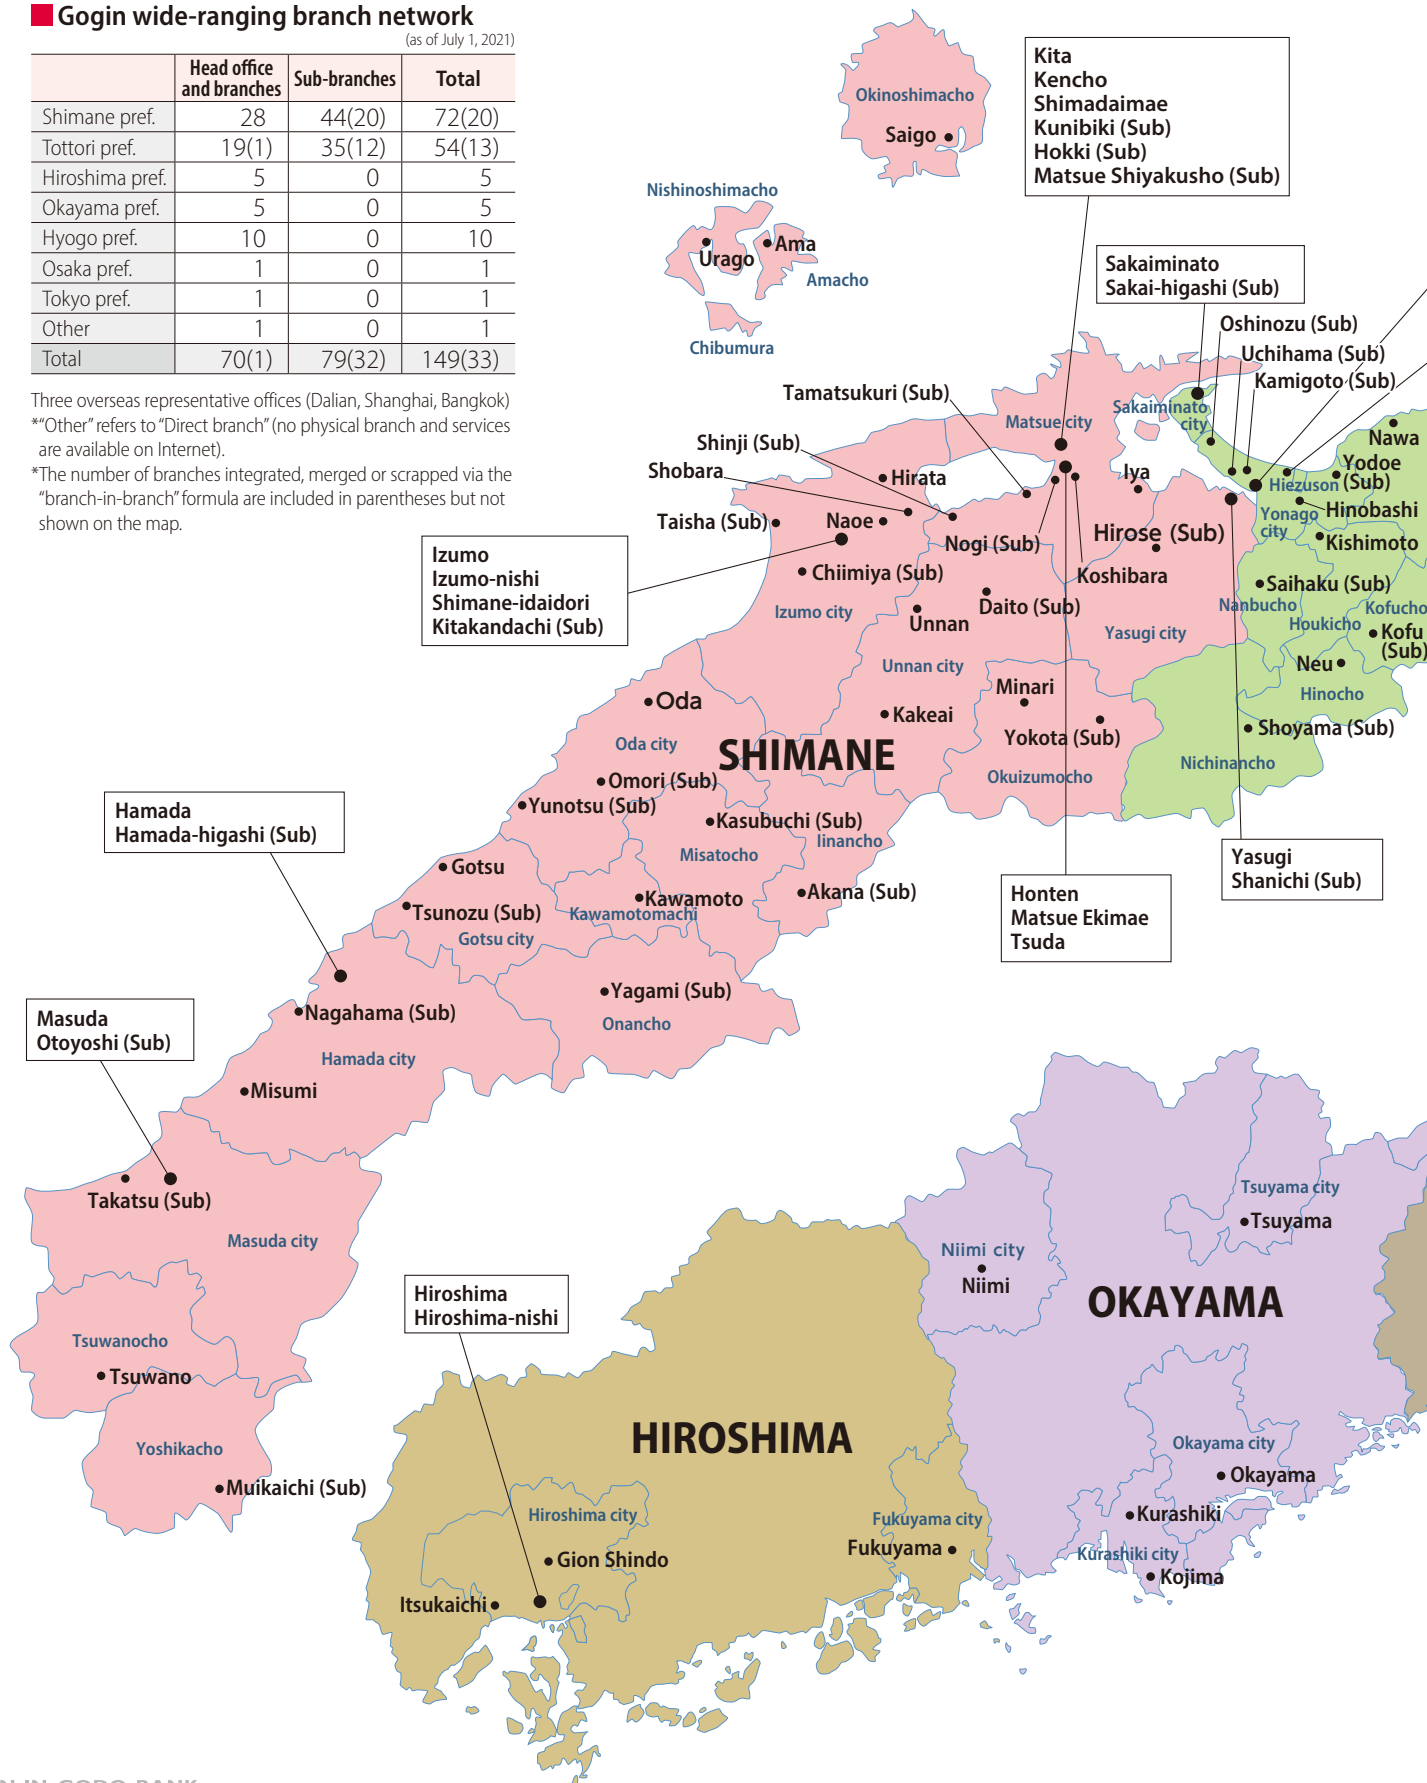 Gogin wide-ranging branch network
(as of July 1, 2021)
Head office and branches Sub-branches Total
Shimane pref. 28 44(20) 72(20)
Tottori pref. 19(1) 35(12) 54(13)
Hiroshima pref. 5 0 5
Okayama pref. 5 0 5
Hyogo pref. 10 0 10
Osaka pref. 1 0 1
Tokyo pref. 1 0 1
Other 1 0 1
Total 70(1) 79(32) 149(33)
Three overseas representative offices (Dalian, Shanghai, Bangkok)
*“Other” refers to “Direct branch” (no physical branch and services
are available on Internet).
*The number of branches integrated, merged or scrapped via the
“branch-in-branch” formula are included in parentheses but not
shown on the map.
Okinoshimacho
Saigo
Nishinoshimacho
Urago
Ama
Amacho
Chibumura
Kita
Kencho
Shimadaimae
Kunibiki (Sub)
Hokki (Sub)
Matsue Shiyakusho (Sub)
Sakaiminato
Sakai-higashi (Sub)
Oshinozu (Sub)
Uchihama (Sub)
Kamigoto (Sub)
Tamatsukuri (Sub)
Matsue city
Sakaiminato
city
Shinji (Sub)
Shobara
Hirata
Taisha (Sub)
Naoe
Nogi (Sub)
Iya
Hirose (Sub)
Koshibara
Nawa
Yodoe
(Sub)
Hiezuson
Yonago
city
Hinobashi
Kishimoto
Izumo
Izumo-nishi
Shimane-idaidori
Kitakandachi (Sub)
Chiimiya (Sub)
Izumo city
Daito (Sub)
Unnan
Unnan city
Yasugi city
Saihaku (Sub)
Nanbucho
Houkicho
Kofucho
Kofu
(Sub)
Neu
Hinocho
Shoyama (Sub)
Nichinancho
Oda
Oda city
Kakeai
Minari
Yokota (Sub)
Okuizumocho
SHIMANE
Omori (Sub)
Yunotsu (Sub)
Kasubuchi (Sub)
Iinancho
Misatocho
Hamada
Hamada-higashi (Sub)
Gotsu
Tsunozu (Sub)
Gotsu city
Kawamoto
Kawamotomachi
Akana (Sub)
Honten
Matsue Ekimae
Tsuda
Yasugi
Shanichi (Sub)
Nagahama (Sub)
Yagami (Sub)
Onancho
Hamada city
Misumi
Masuda
Otoyoshi (Sub)
Takatsu (Sub)
Masuda city
Tsuwanocho
Tsuwano
Yoshikacho
Muikaichi (Sub)
Hiroshima
Hiroshima-nishi
HIROSHIMA
Hiroshima city
Gion Shindo
Itsukaichi
Fukuyama city
Fukuyama
Niimi city
Niimi
Tsuyama city
Tsuyama
OKAYAMA
Okayama city
Okayama
Kurashiki
Kurashiki city
Kojima